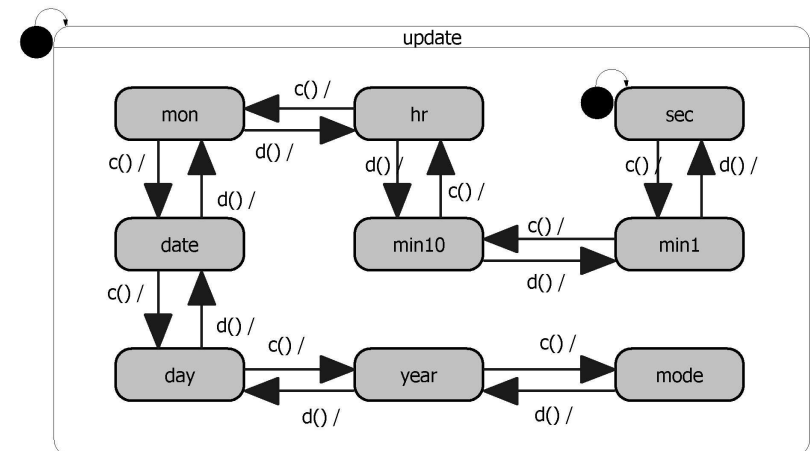 update
c() /
mon
hr
sec
d() /
c() /
d() /
c() /
d() /
d() /
c() /
c() /
date
min10
min1
d() /
c() /
d() /
c() /
c() /
day
year
mode
d() /
d() /